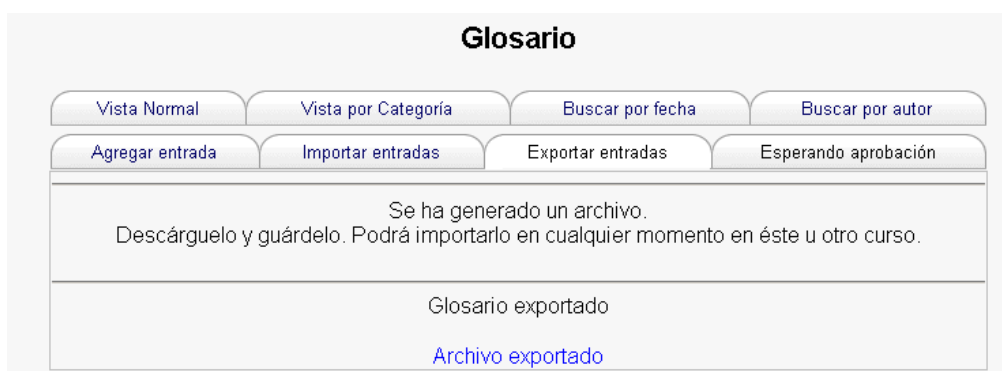 Glosario
Vista Normal Vista por Categoría Buscar por fecha Buscar por autor
Agregar entrada Importar entradas Exportar entradas Esperando aprobación
Se ha generado un archivo.
Descárguelo y guárdelo. Podrá importarlo en cualquier momento en éste u otro curso.
Glosario exportado
Archivo exportado